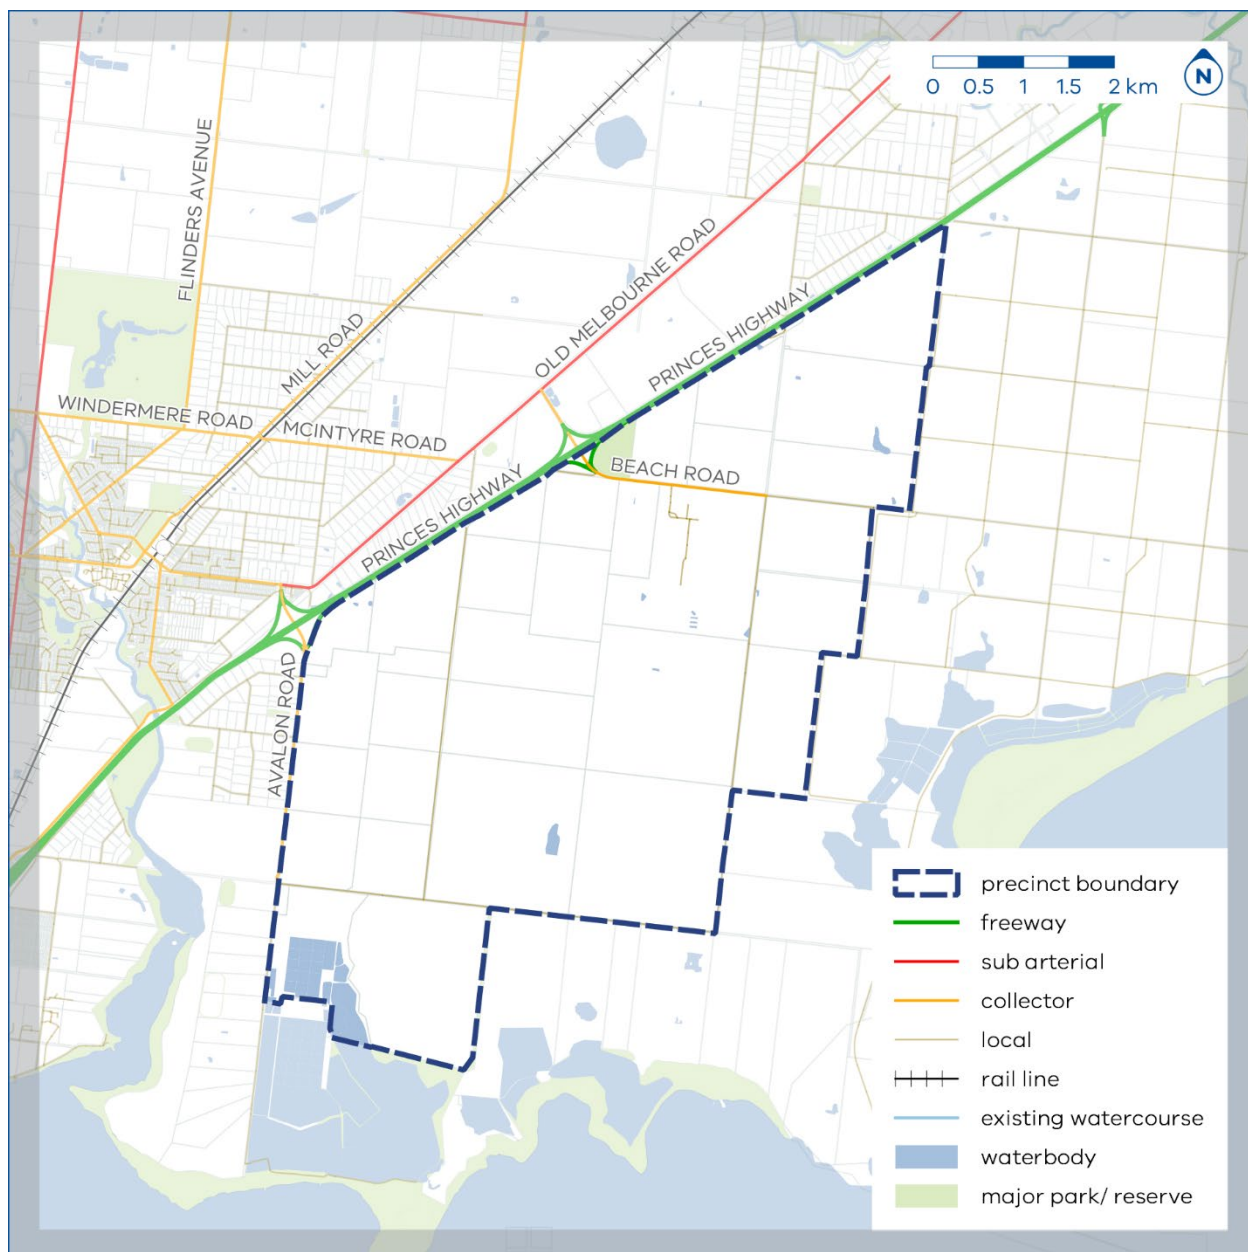 0 0.5 1 1.5 2 km
N
FLINDERS AVENUE
OLD MELBOURNE ROAD
PRINCES HIGHWAY
MILL ROAD
WINDERMERE ROAD
MCINTYRE ROAD
BEACH ROAD
PRINCES HIGHWAY
AVALON ROAD
precinct boundary
freeway
sub arterial
collector
local
rail line
existing watercourse
waterbody
major park/ reserve